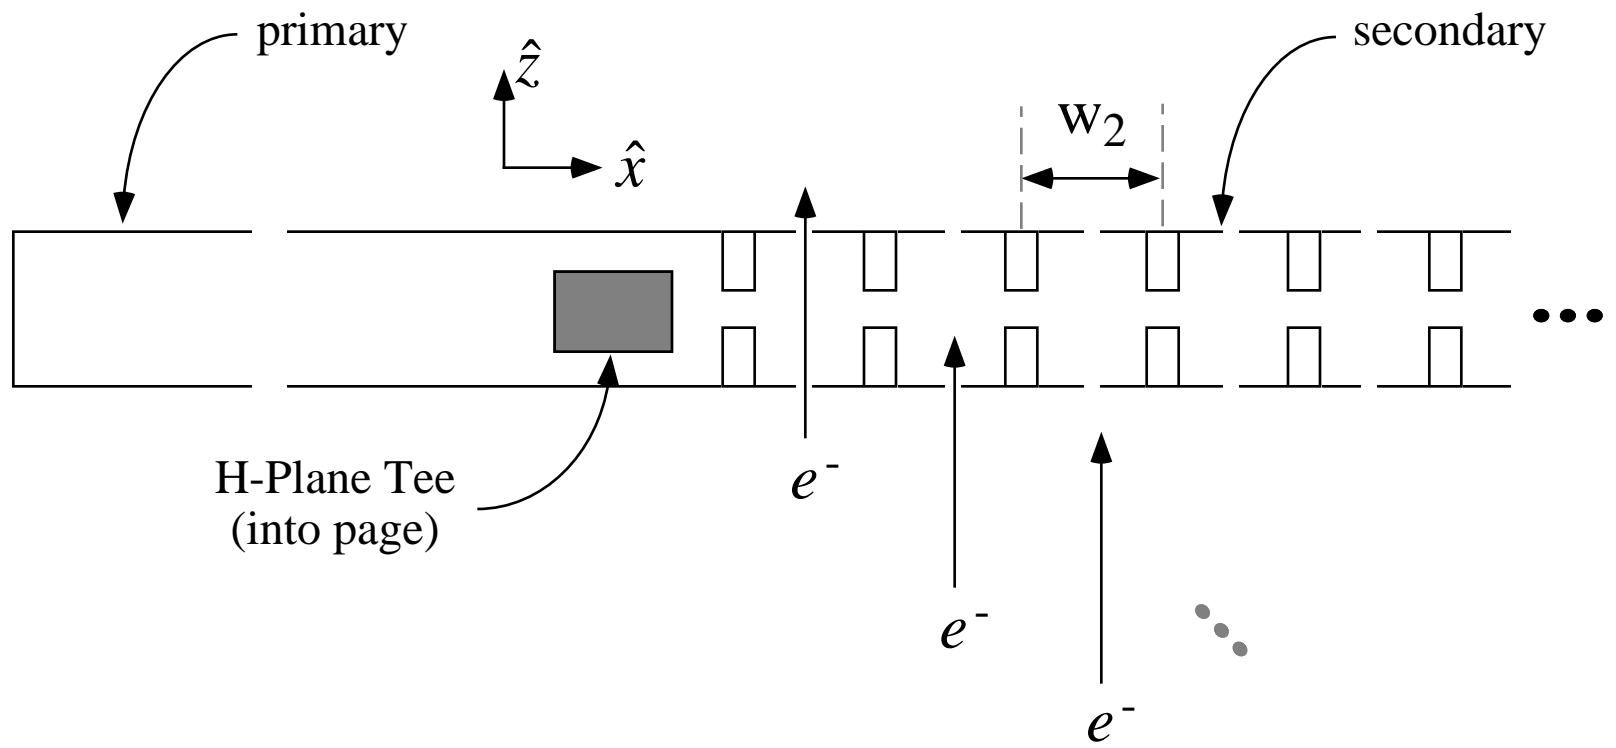 primary
secondary
ẑ
x̂
w₂
H-Plane Tee
(into page)
e⁻
e⁻
e⁻